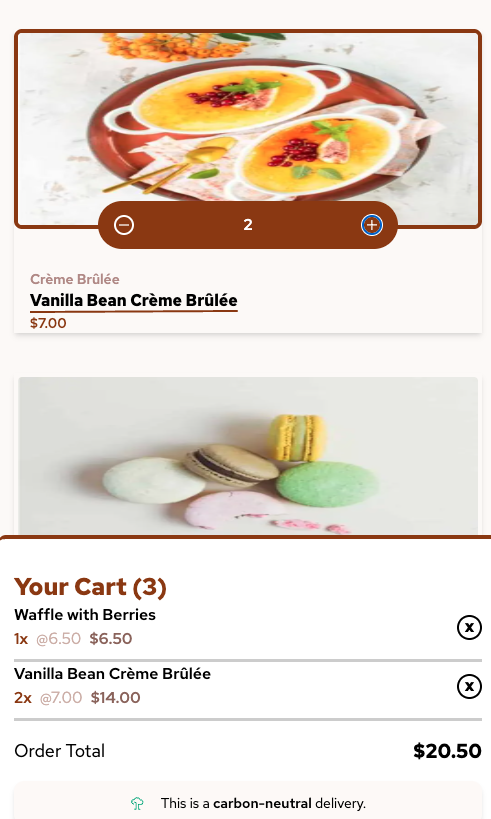 2
Crème Brûlée
Vanilla Bean Crème Brûlée
$7.00
Your Cart (3)
Waffle with Berries
1x @6.50 $6.50
x
Vanilla Bean Crème Brûlée
2x @7.00 $14.00
x
Order Total $20.50
This is a carbon-neutral delivery.